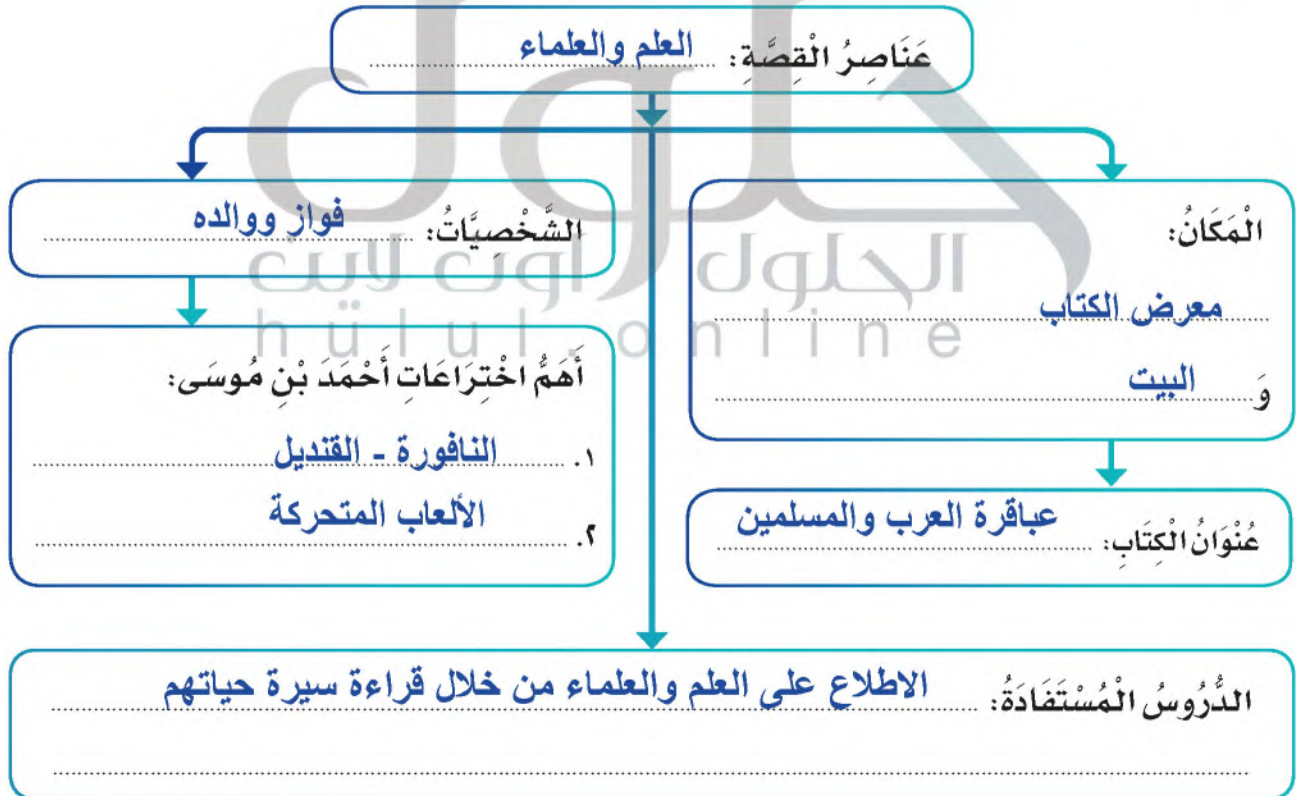 عَنَاصِرُ الْقِصَّةِ: العلم والعلماء
الْمَكَانُ:
معرض الكتاب
وَ البيت
عُنْوَانُ الْكِتَابِ: عباقرة العرب والمسلمين
الشَّخْصِيَّاتُ: فواز ووالده
أَهَمُّ اخْتِرَاعَاتِ أَحْمَدَ بْنِ مُوسَى:
١. النافورة - القنديل
٢. الألعاب المتحركة
الدُّرُوسُ الْمُسْتَفَادَةُ: الاطلاع على العلم والعلماء من خلال قراءة سيرة حياتهم
حلول
الحلول اون لاين
hülul.online